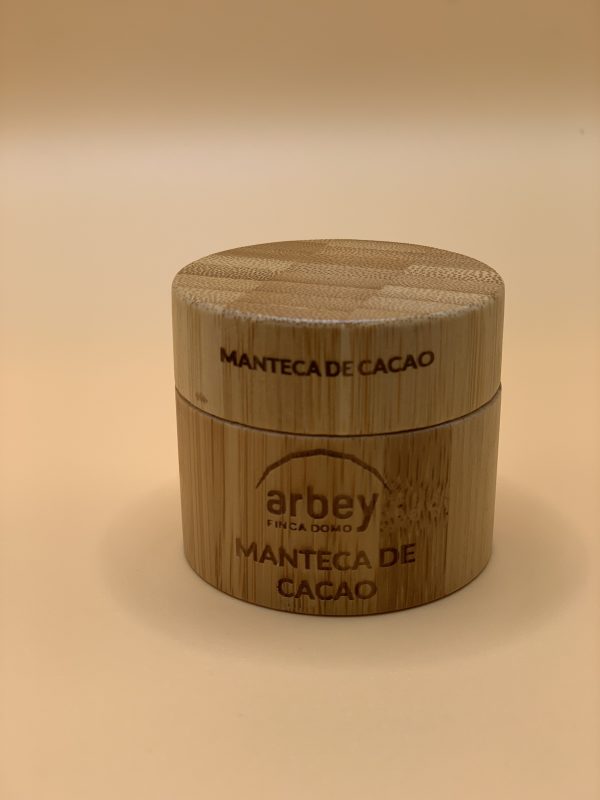 MANTECA DE CACAO
arbey
FINCA DOMO
MANTECA DE
CACAO